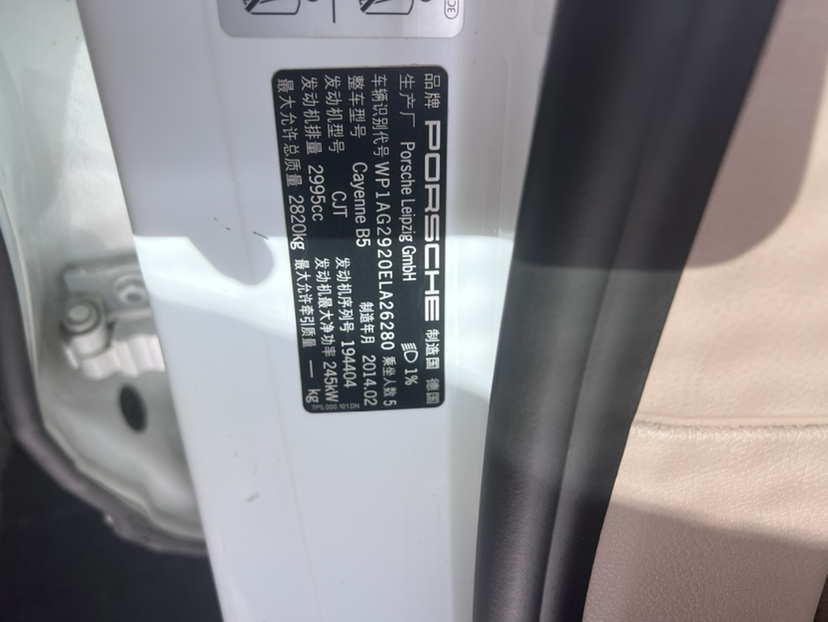 品牌 PORSCHE 制造国 德国
生产厂 Porsche Leipzig GmbH 1%
车辆识别代号 WP1AG2920ELA26280 乘坐人数 5
整车型号 Cayenne B5 制造年月 2014.02
发动机型号 CJT 发动机序列号 194404
发动机排量 2995cc 发动机最大净功率 245kW
最大允许总质量 2820kg 最大允许牵引质量 — kg